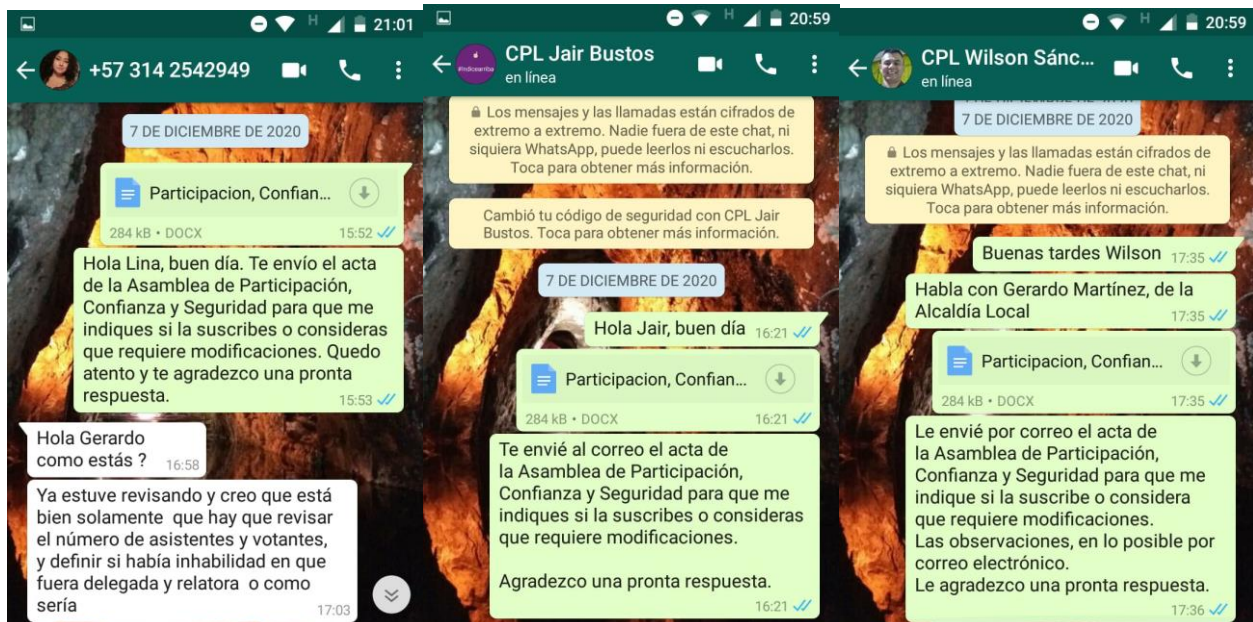 21:01
+57 314 2542949
7 DE DICIEMBRE DE 2020
Participacion, Confian...
284 kB • DOCX 15:52
Hola Lina, buen día. Te envío el acta
de la Asamblea de Participación,
Confianza y Seguridad para que me
indiques si la suscribes o consideras
que requiere modificaciones. Quedo
atento y te agradezco una pronta
respuesta. 15:53
Hola Gerardo
como estás ? 16:58
Ya estuve revisando y creo que está
bien solamente que hay que revisar
el número de asistentes y votantes,
y definir si había inhabilidad en que
fuera delegada y relatora o como
sería 17:03
H 20:59
CPL Jair Bustos
en línea
Los mensajes y las llamadas están cifrados de
extremo a extremo. Nadie fuera de este chat, ni
siquiera WhatsApp, puede leerlos ni escucharlos.
Toca para obtener más información.
Cambió tu código de seguridad con CPL Jair
Bustos. Toca para obtener más información.
7 DE DICIEMBRE DE 2020
Hola Jair, buen día 16:21
Participacion, Confian...
284 kB • DOCX 16:21
Te envié al correo el acta de
la Asamblea de Participación,
Confianza y Seguridad para que me
indiques si la suscribes o consideras
que requiere modificaciones.
Agradezco una pronta respuesta.
16:21
H 20:59
CPL Wilson Sánc...
en línea
7 DE DICIEMBRE DE 2020
Los mensajes y las llamadas están cifrados de
extremo a extremo. Nadie fuera de este chat, ni
siquiera WhatsApp, puede leerlos ni escucharlos.
Toca para obtener más información.
Buenas tardes Wilson 17:35
Habla con Gerardo Martínez, de la
Alcaldía Local 17:35
Participacion, Confian...
284 kB • DOCX 17:35
Le envié por correo el acta de
la Asamblea de Participación,
Confianza y Seguridad para que me
indique si la suscribe o considera
que requiere modificaciones.
Las observaciones, en lo posible por
correo electrónico.
Le agradezco una pronta respuesta.
17:36